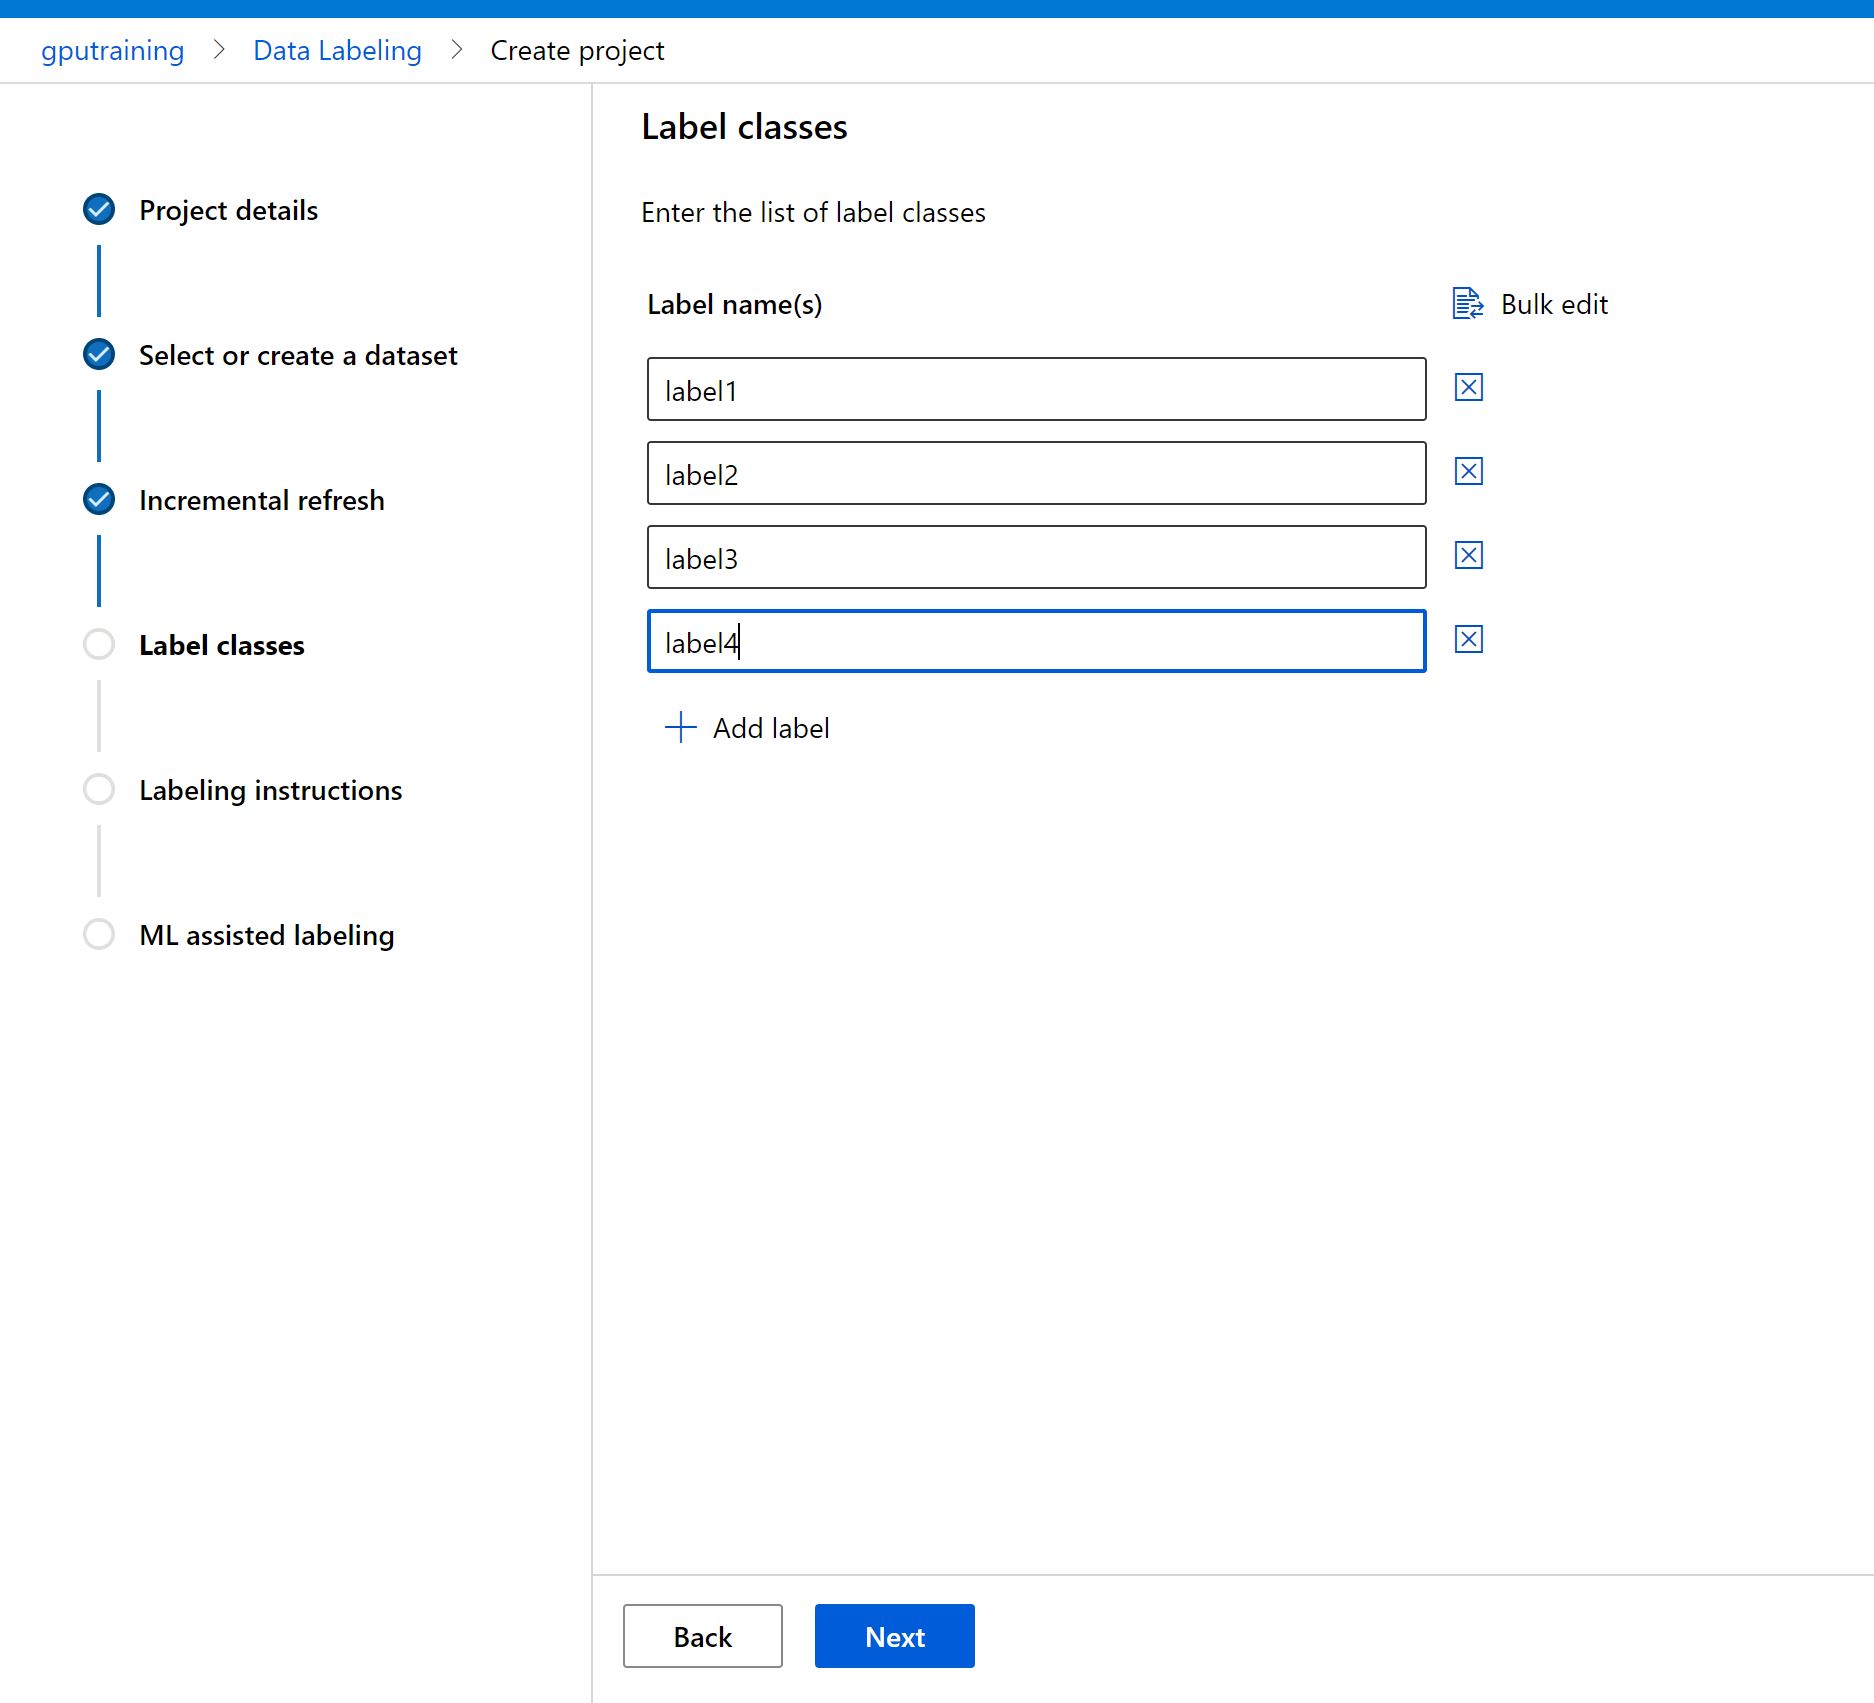 gputraining > Data Labeling > Create project
Project details
Select or create a dataset
Incremental refresh
Label classes
Labeling instructions
ML assisted labeling
Label classes
Enter the list of label classes
Label name(s)
Bulk edit
label1
label2
label3
label4
Add label
Back
Next